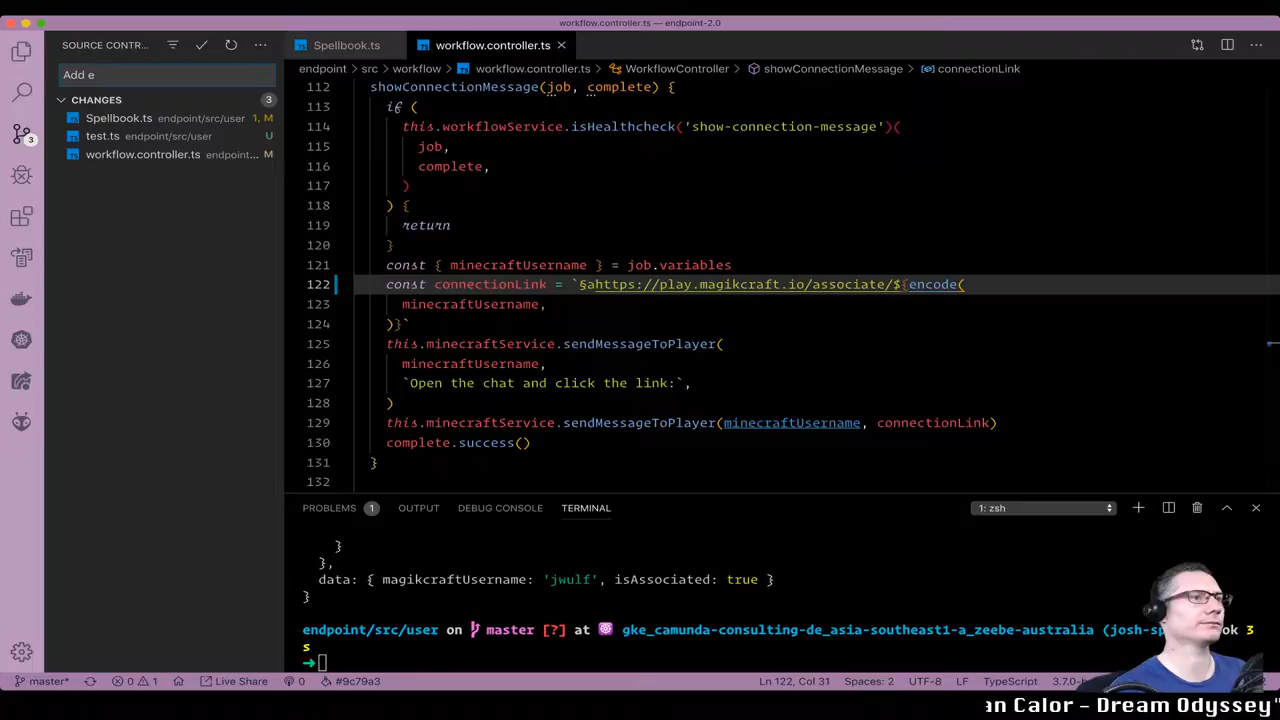 workflow.controller.ts — endpoint-2.0
SOURCE CONTR...
Spellbook.ts
workflow.controller.ts
Add e
endpoint › src › workflow › workflow.controller.ts › WorkflowController › showConnectionMessage › connectionLink
CHANGES 3
Spellbook.ts endpoint/src/user 1, M
test.ts endpoint/src/user U
workflow.controller.ts endpoint... M
3
112 showConnectionMessage(job, complete) {
113 if (
114 this.workflowService.isHealthcheck('show-connection-message')(
115 job,
116 complete,
117 )
118 ) {
119 return
120 }
121 const { minecraftUsername } = job.variables
122 const connectionLink = `§ahttps://play.magikcraft.io/associate/${encode(
123 minecraftUsername,
124 )}`
125 this.minecraftService.sendMessageToPlayer(
126 minecraftUsername,
127 `Open the chat and click the link:`,
128 )
129 this.minecraftService.sendMessageToPlayer(minecraftUsername, connectionLink)
130 complete.success()
131 }
132
PROBLEMS 1 OUTPUT DEBUG CONSOLE TERMINAL 1: zsh
}
},
data: { magikcraftUsername: 'jwulf', isAssociated: true }
}
endpoint/src/user on master [?] at gke_camunda-consulting-de_asia-southeast1-a_zeebe-australia (josh-sp ok 3
s
➜
master* 0 1 Live Share 0 #9c79a3 Ln 122, Col 31 Spaces: 2 UTF-8 LF TypeScript 3.7.0-
an Calor - Dream Odyssey"